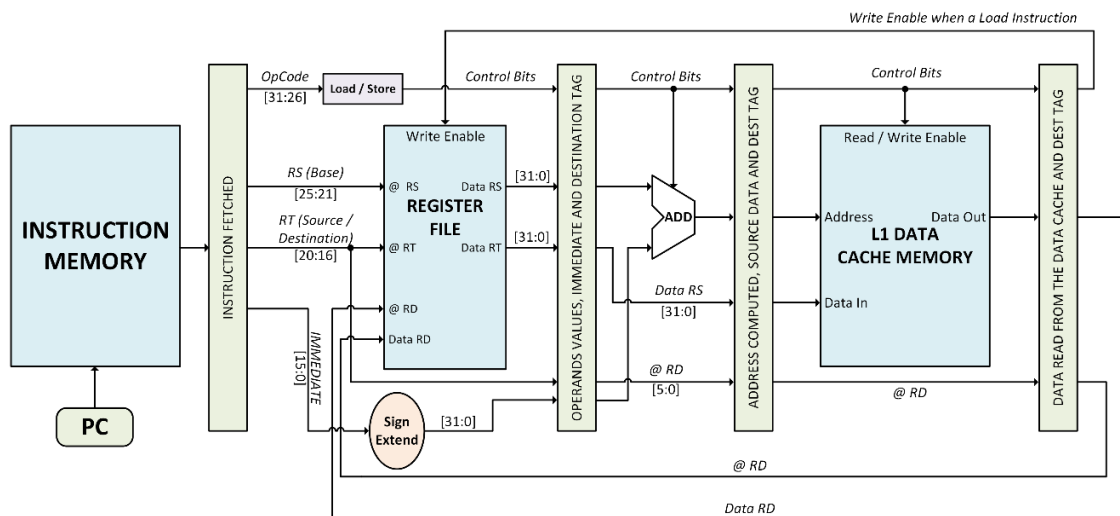 Write Enable when a Load Instruction
OpCode
[31:26]
Load / Store
Control Bits
Control Bits
Control Bits
INSTRUCTION
MEMORY
PC
INSTRUCTION FETCHED
RS (Base)
[25:21]
RT (Source /
Destination)
[20:16]
IMMEDIATE
[15:0]
Write Enable
@ RS
Data RS
REGISTER
FILE
@ RT
Data RT
@ RD
Data RD
[31:0]
[31:0]
Sign
Extend
[31:0]
OPERANDS VALUES, IMMEDIATE AND DESTINATION TAG
ADD
Data RS
[31:0]
@ RD
[5:0]
ADDRESS COMPUTED, SOURCE DATA AND DEST TAG
Read / Write Enable
Address
Data Out
L1 DATA
CACHE MEMORY
Data In
@ RD
DATA READ FROM THE DATA CACHE AND DEST TAG
@ RD
Data RD